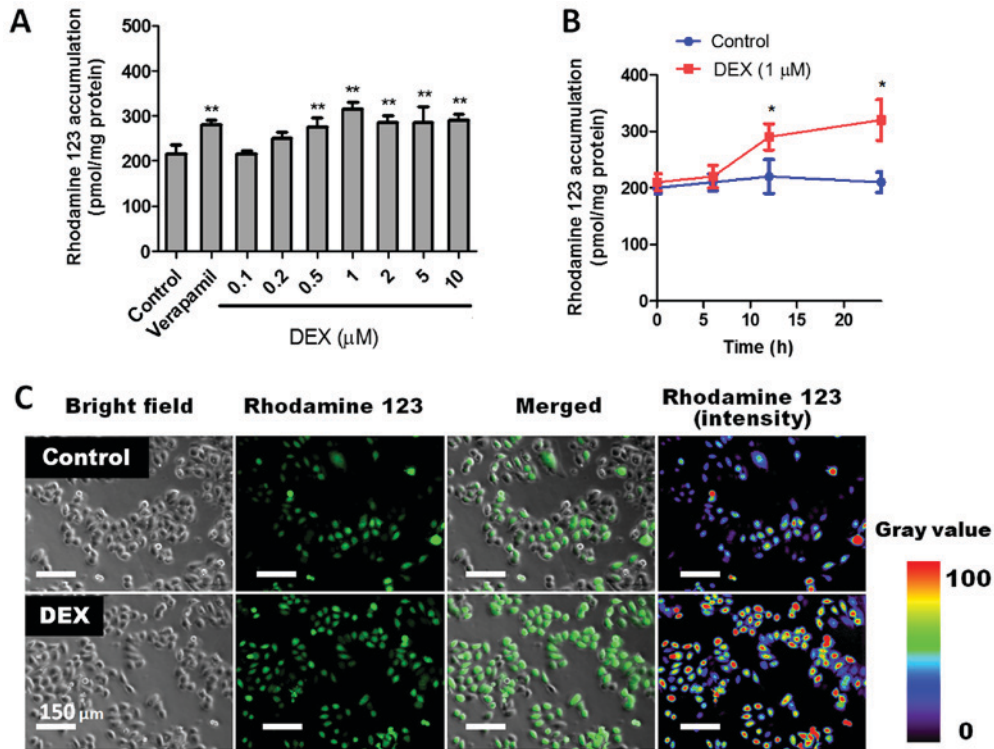 A
Rhodamine 123 accumulation
(pmol/mg protein)
500
400
300
200
100
0
** ** ** ** ** **
Control
Verapamil
0.1
0.2
0.5
1
2
5
10
DEX (μM)
B
Control
DEX (1 μM)
Rhodamine 123 accumulation
(pmol/mg protein)
400
300
200
100
0
* *
0 5 10 15 20
Time (h)
C
Bright field
Rhodamine 123
Merged
Rhodamine 123
(intensity)
Control
DEX
150 μm
Gray value
100
0